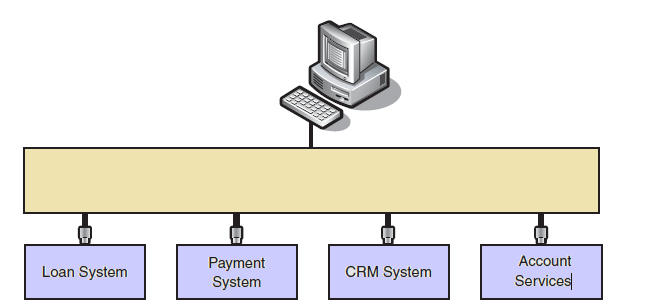 Loan System
Payment
System
CRM System
Account
Services